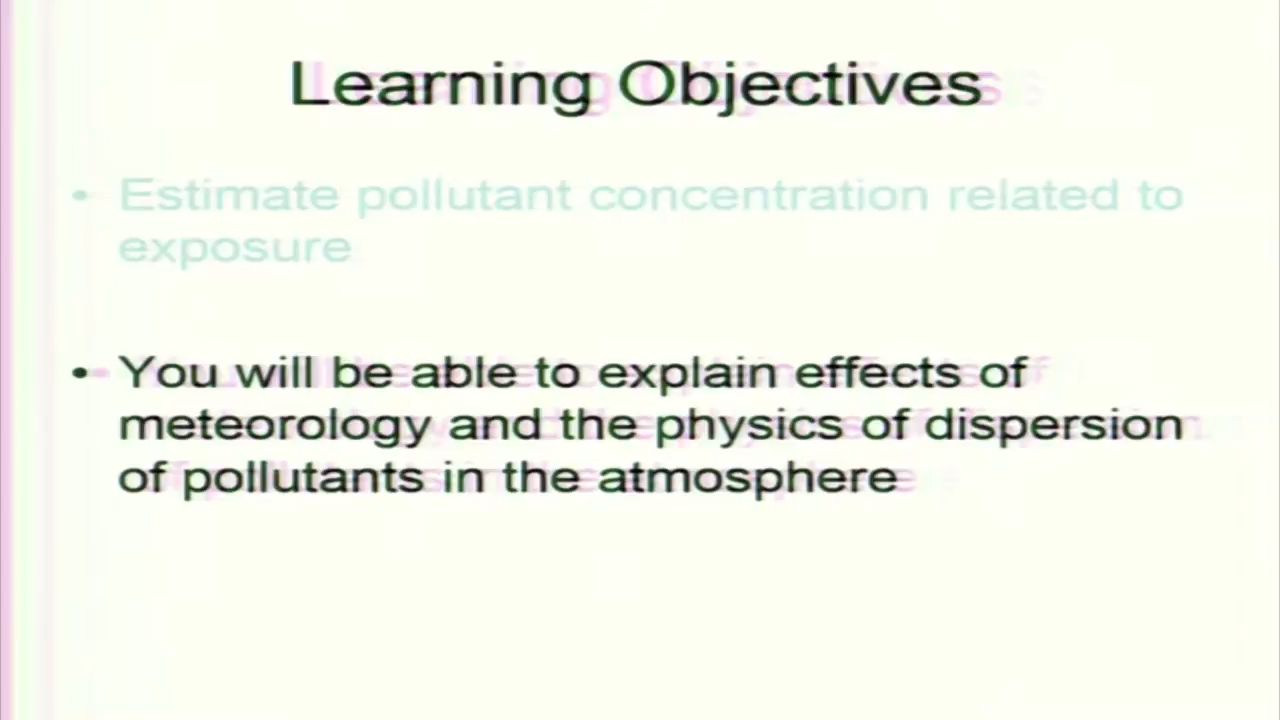 Learning Objectives
• Estimate pollutant concentration related to
exposure
• You will be able to explain effects of
meteorology and the physics of dispersion
of pollutants in the atmosphere